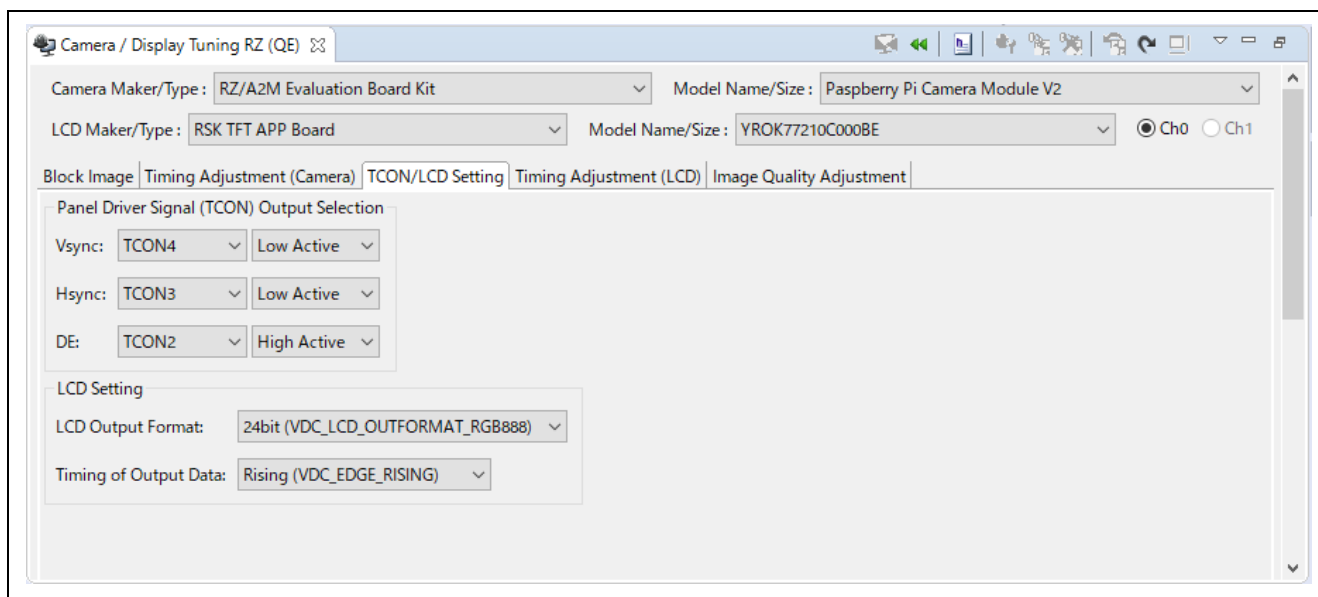 Camera / Display Tuning RZ (QE)
Camera Maker/Type : RZ/A2M Evaluation Board Kit Model Name/Size : Paspberry Pi Camera Module V2
LCD Maker/Type : RSK TFT APP Board Model Name/Size : YROK77210C000BE Ch0 Ch1
Block Image Timing Adjustment (Camera) TCON/LCD Setting Timing Adjustment (LCD) Image Quality Adjustment
Panel Driver Signal (TCON) Output Selection
Vsync: TCON4 Low Active
Hsync: TCON3 Low Active
DE: TCON2 High Active
LCD Setting
LCD Output Format: 24bit (VDC_LCD_OUTFORMAT_RGB888)
Timing of Output Data: Rising (VDC_EDGE_RISING)